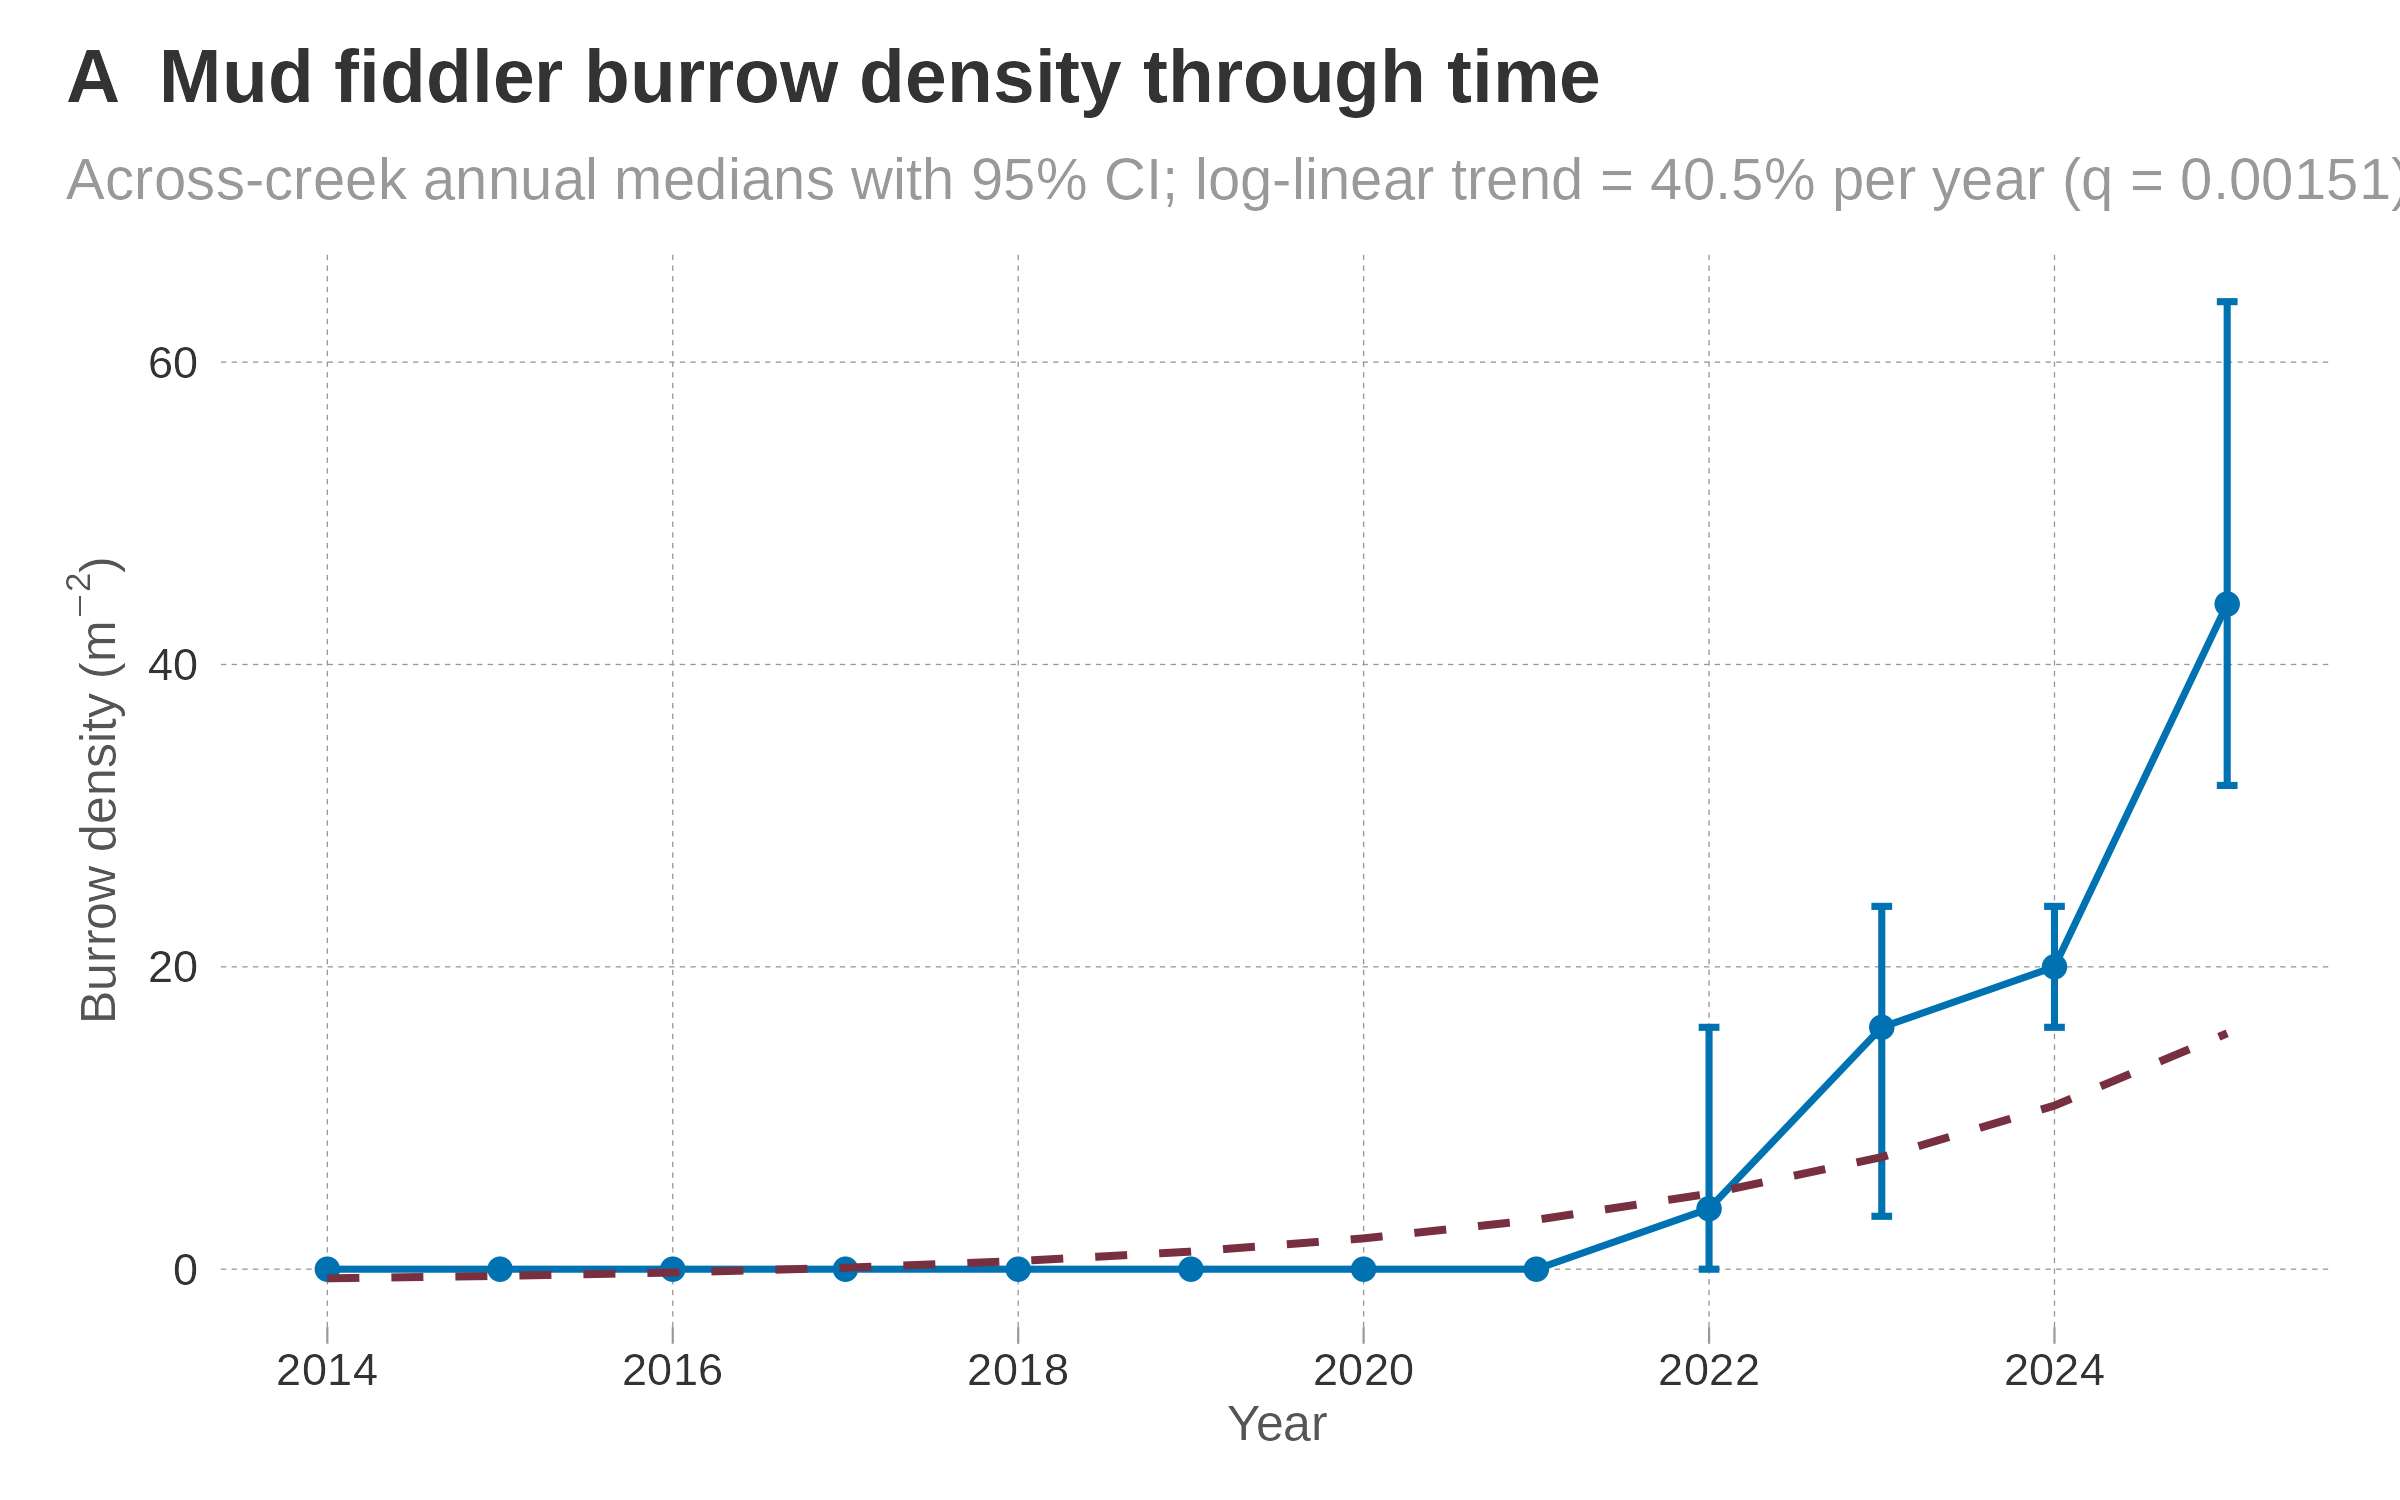 A Mud fiddler burrow density through time
Across-creek annual medians with 95% CI; log-linear trend = 40.5% per year (q = 0.00151)
60
40
20
0
Burrow density (m⁻²)
2014 2016 2018 2020 2022 2024
Year